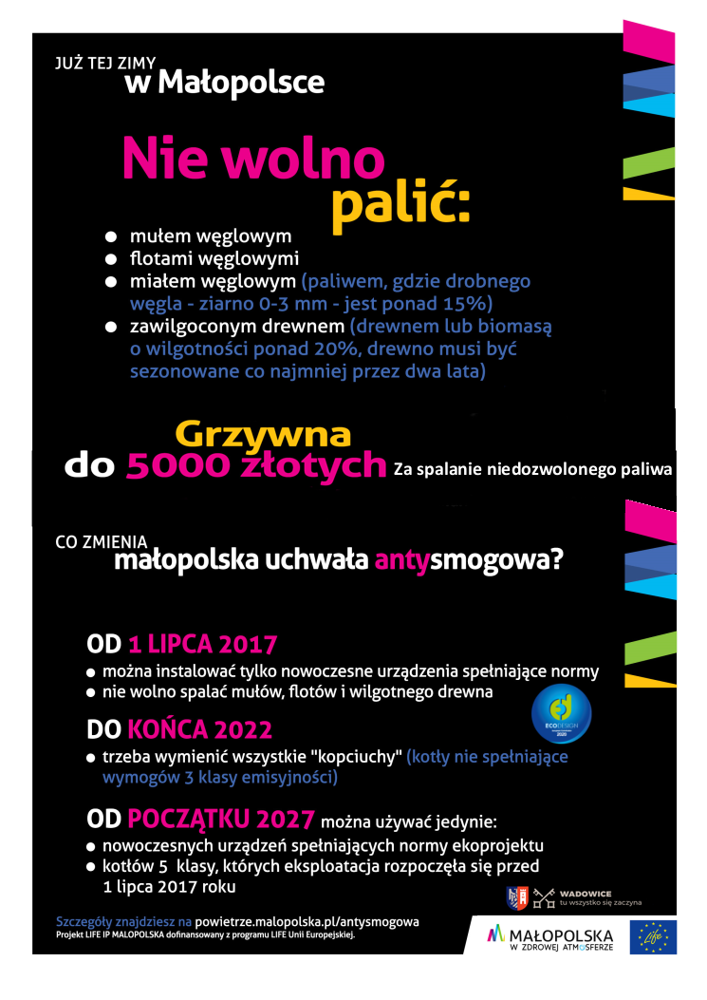 JUŻ TEJ ZIMY
w Małopolsce
Nie wolno
palić:
● mułem węglowym
● flotami węglowymi
● miałem węglowym (paliwem, gdzie drobnego
węgla - ziarno 0-3 mm - jest ponad 15%)
● zawilgoconym drewnem (drewnem lub biomasą
o wilgotności ponad 20%, drewno musi być
sezonowane co najmniej przez dwa lata)
Grzywna
do 5000 złotych Za spalanie niedozwolonego paliwa
CO ZMIENIA
małopolska uchwała antysmogowa?
OD 1 LIPCA 2017
● można instalować tylko nowoczesne urządzenia spełniające normy
● nie wolno spalać mułów, flotów i wilgotnego drewna
ECODESIGN
2020
DO KOŃCA 2022
● trzeba wymienić wszystkie "kopciuchy" (kotły nie spełniające
wymogów 3 klasy emisyjności)
OD POCZĄTKU 2027 można używać jedynie:
● nowoczesnych urządzeń spełniających normy ekoprojektu
● kotłów 5 klasy, których eksploatacja rozpoczęła się przed
1 lipca 2017 roku
WADOWICE
tu wszystko się zaczyna
Szczegóły znajdziesz na powietrze.malopolska.pl/antysmogowa
Projekt LIFE IP MALOPOLSKA dofinansowany z programu LIFE Unii Europejskiej.
MAŁOPOLSKA
W ZDROWEJ ATMOSFERZE
Life